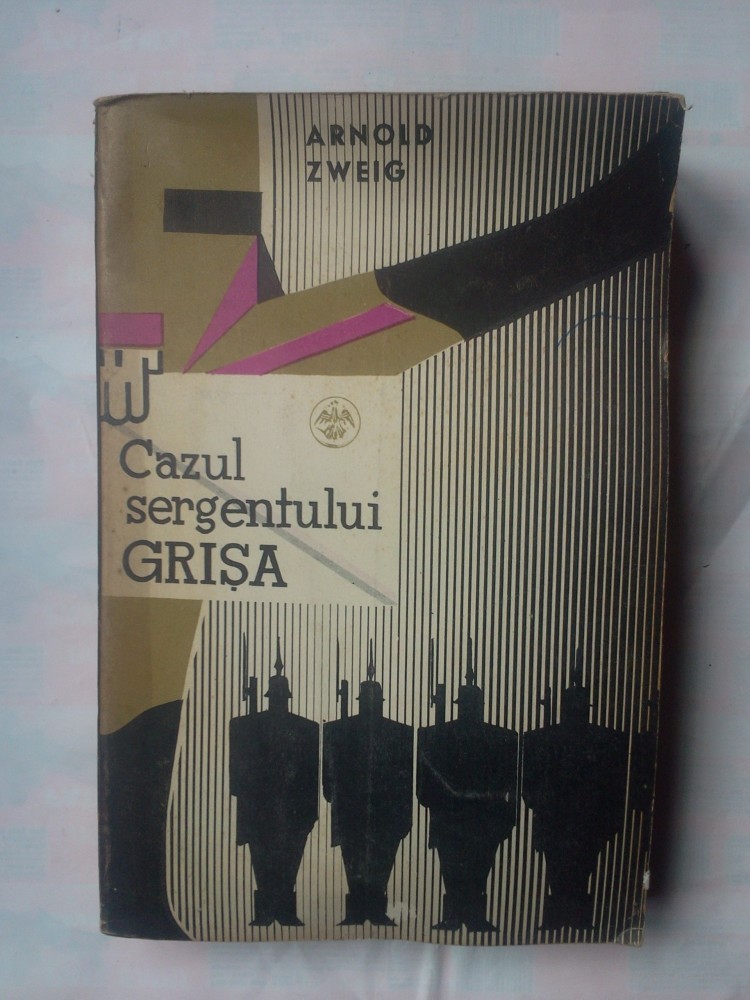 ARNOLD
ZWEIG
Cazul
sergentului
GRIȘA